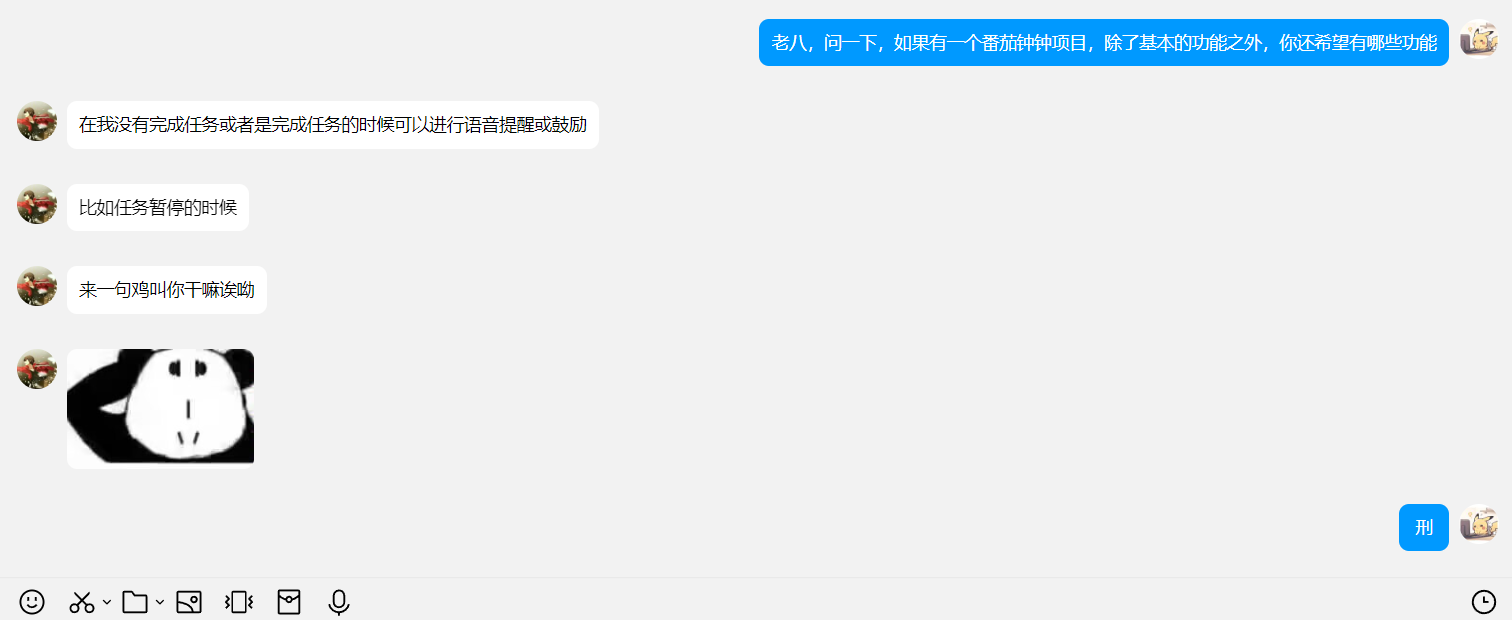 老八，问一下，如果有一个番茄钟钟项目，除了基本的功能之外，你还希望有哪些功能
在我没有完成任务或者是完成任务的时候可以进行语音提醒或鼓励
比如任务暂停的时候
来一句鸡叫你干嘛诶呦
刑